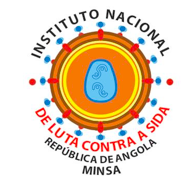 INSTITUTO NACIONAL
DE LUTA CONTRA A SIDA
REPÚBLICA DE ANGOLA
MINSA